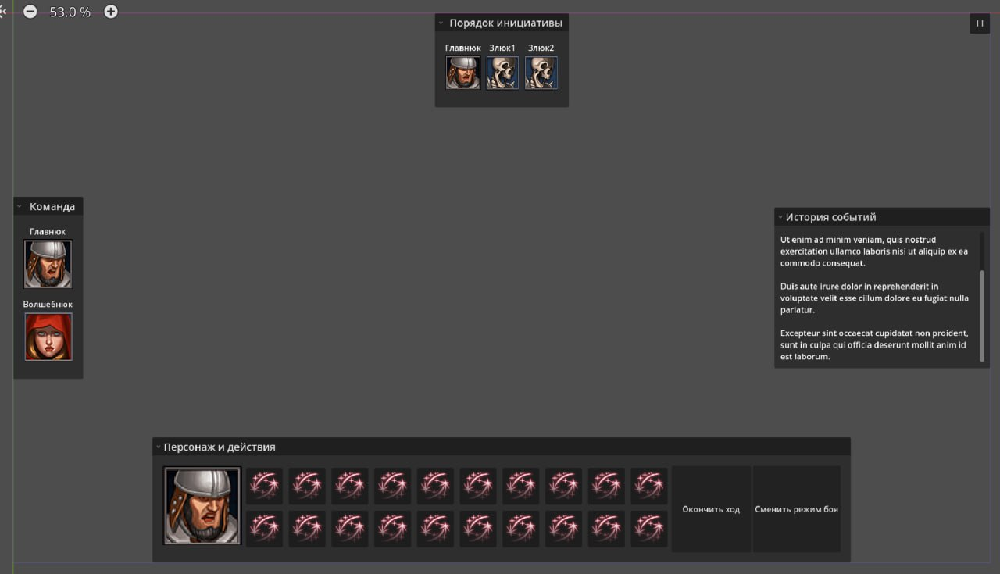 53.0 %
Порядок инициативы
Главнюк Злюк1 Злюк2
Команда
Главнюк
Волшебнюк
История событий
Ut enim ad minim veniam, quis nostrud
exercitation ullamco laboris nisi ut aliquip ex ea
commodo consequat.
Duis aute irure dolor in reprehenderit in
voluptate velit esse cillum dolore eu fugiat nulla
pariatur.
Excepteur sint occaecat cupidatat non proident,
sunt in culpa qui officia deserunt mollit anim id
est laborum.
Персонаж и действия
Окончить ход
Сменить режим боя